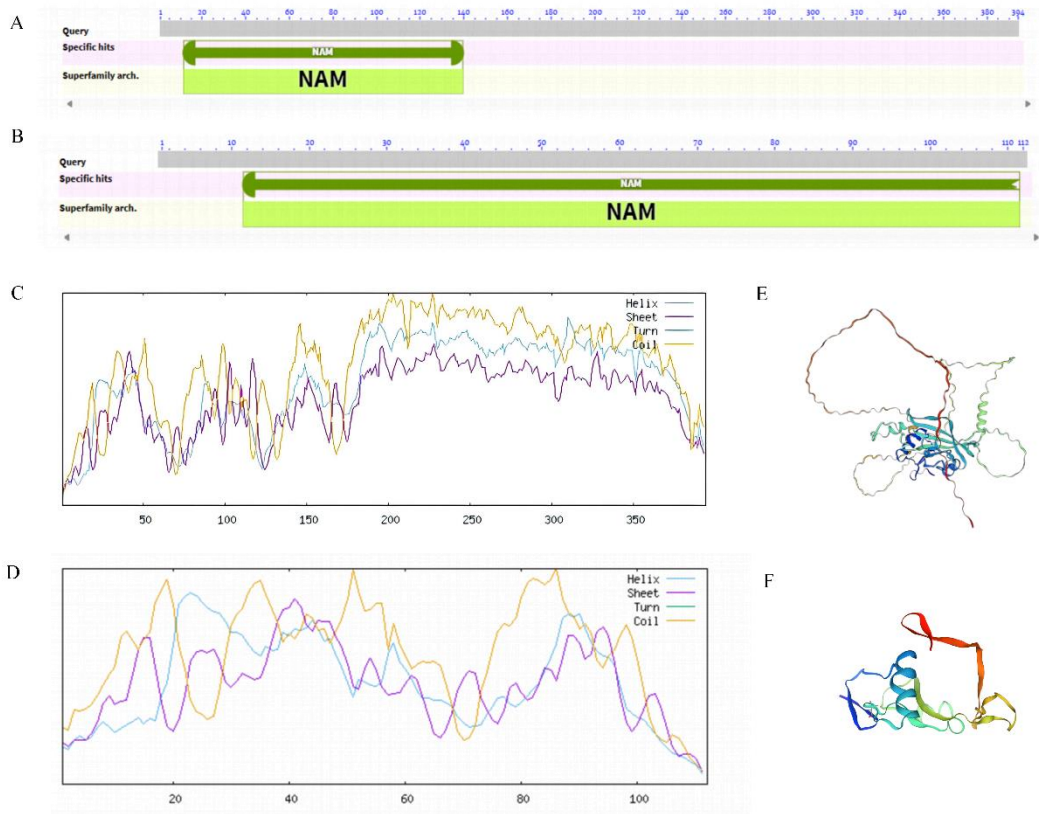 A
1 20 40 60 80 100 120 140 160 180 200 220 240 260 280 300 320 340 360 380 394
Query
Specific hits
NAM
Superfamily arch.
NAM
B
1 10 20 30 40 50 60 70 80 90 100 110 112
Query
Specific hits
NAM
Superfamily arch.
NAM
C
Helix
Sheet
Turn
Coil
50 100 150 200 250 300 350
E
D
Helix
Sheet
Turn
Coil
20 40 60 80 100
F